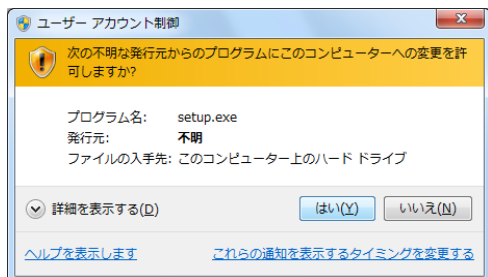 ユーザー アカウント制御
次の不明な発行元からのプログラムにこのコンピューターへの変更を許
可しますか?
プログラム名: setup.exe
発行元: 不明
ファイルの入手先: このコンピューター上のハード ドライブ
詳細を表示する(D) はい(Y) いいえ(N)
ヘルプを表示します これらの通知を表示するタイミングを変更する